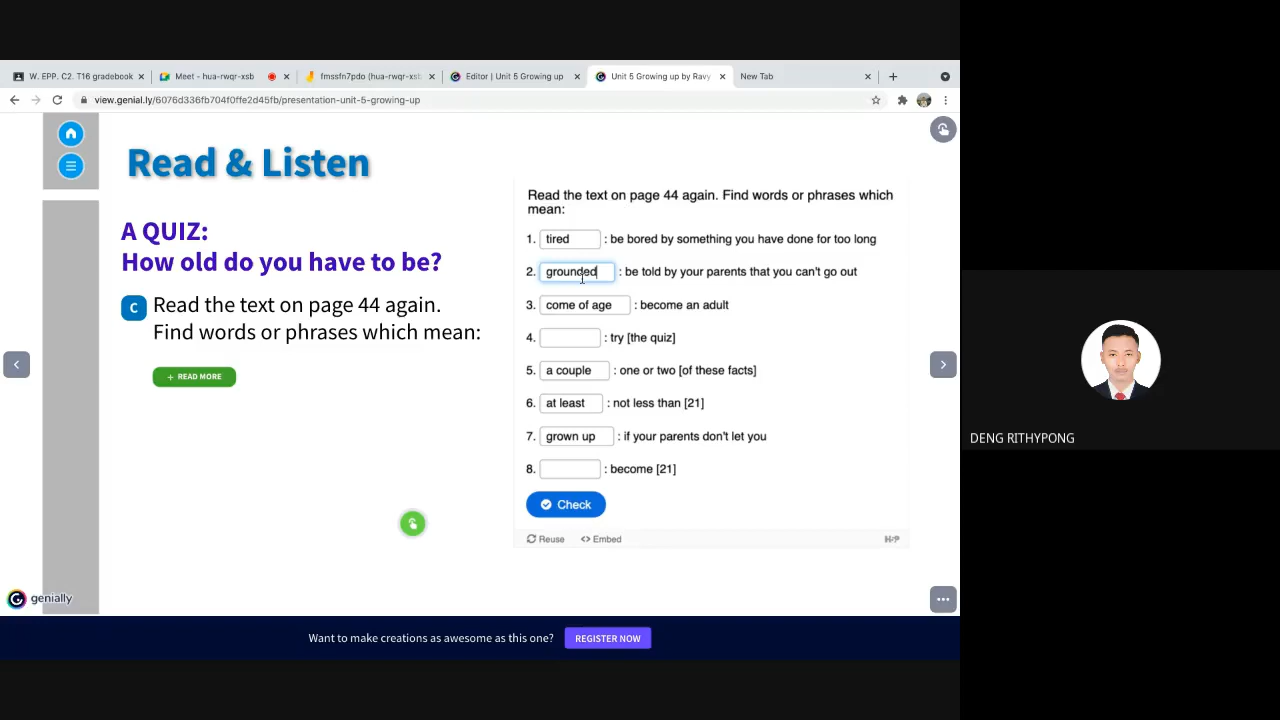 W. EPP. C2. T16 gradebook
Meet - hua-rwqr-xsb
fmssfn7pdo (hua-rwqr-xsb
Editor | Unit 5 Growing up
Unit 5 Growing up by Ravy
New Tab
view.genial.ly/6076d336fb704f0ffe2d45fb/presentation-unit-5-growing-up
Read & Listen
A QUIZ:
How old do you have to be?
C Read the text on page 44 again.
Find words or phrases which mean:
+ READ MORE
Read the text on page 44 again. Find words or phrases which
mean:
1. tired : be bored by something you have done for too long
2. grounded : be told by your parents that you can't go out
3. come of age : become an adult
4. : try [the quiz]
5. a couple : one or two [of these facts]
6. at least : not less than [21]
7. grown up : if your parents don't let you
8. : become [21]
Check
Reuse <> Embed
H5P
genially
Want to make creations as awesome as this one? REGISTER NOW
DENG RITHYPONG